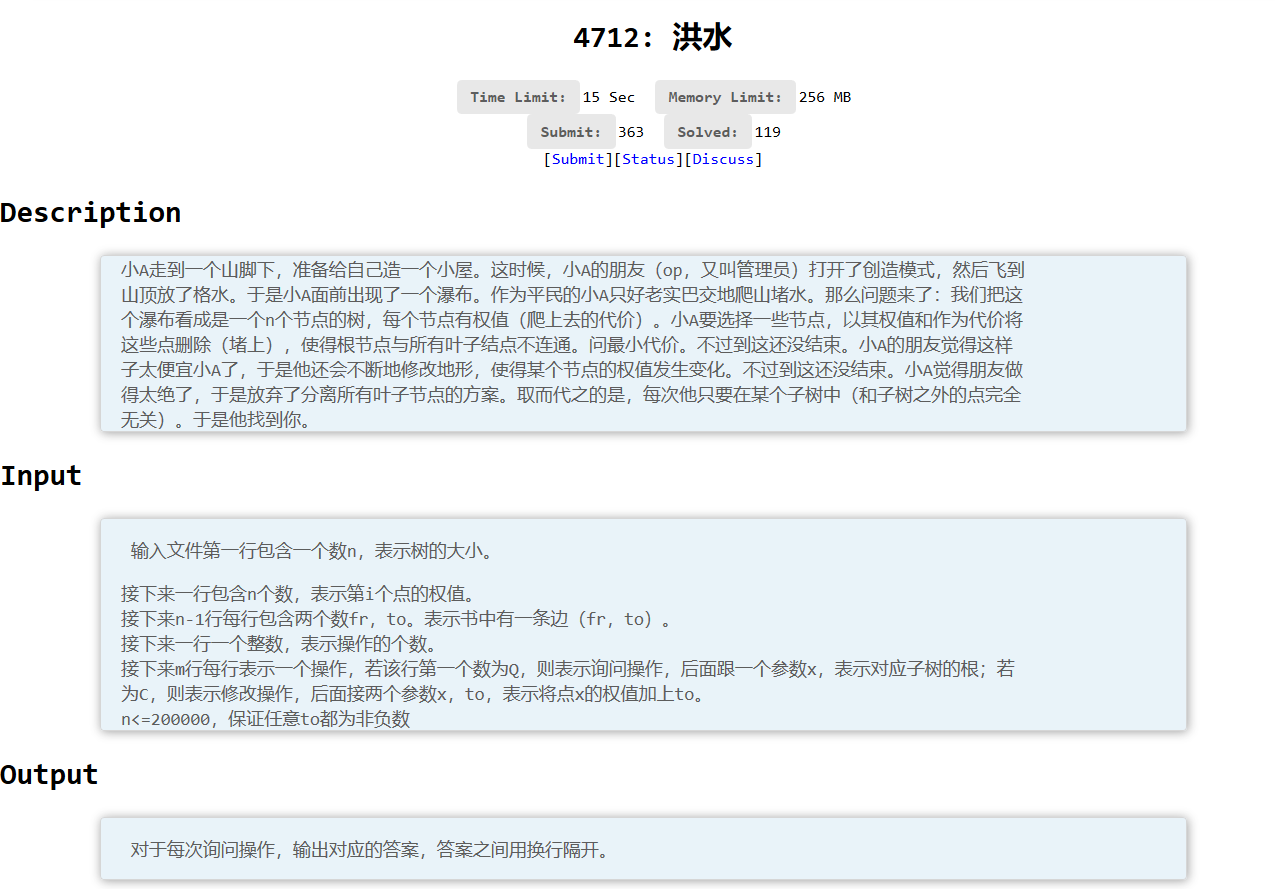 4712: 洪水
Time Limit: 15 Sec Memory Limit: 256 MB
Submit: 363 Solved: 119
[Submit][Status][Discuss]
Description
小A走到一个山脚下，准备给自己造一个小屋。这时候，小A的朋友（op，又叫管理员）打开了创造模式，然后飞到
山顶放了格水。于是小A面前出现了一个瀑布。作为平民的小A只好老实巴交地爬山堵水。那么问题来了：我们把这
个瀑布看成是一个n个节点的树，每个节点有权值（爬上去的代价）。小A要选择一些节点，以其权值和作为代价将
这些点删除（堵上），使得根节点与所有叶子结点不连通。问最小代价。不过到这还没结束。小A的朋友觉得这样
子太便宜小A了，于是他还会不断地修改地形，使得某个节点的权值发生变化。不过到这还没结束。小A觉得朋友做
得太绝了，于是放弃了分离所有叶子节点的方案。取而代之的是，每次他只要在某个子树中（和子树之外的点完全
无关）。于是他找到你。
Input
输入文件第一行包含一个数n，表示树的大小。
接下来一行包含n个数，表示第i个点的权值。
接下来n-1行每行包含两个数fr，to。表示书中有一条边（fr，to）。
接下来一行一个整数，表示操作的个数。
接下来m行每行表示一个操作，若该行第一个数为Q，则表示询问操作，后面跟一个参数x，表示对应子树的根；若
为C，则表示修改操作，后面接两个参数x，to，表示将点x的权值加上to。
n<=200000，保证任意to都为非负数
Output
对于每次询问操作，输出对应的答案，答案之间用换行隔开。